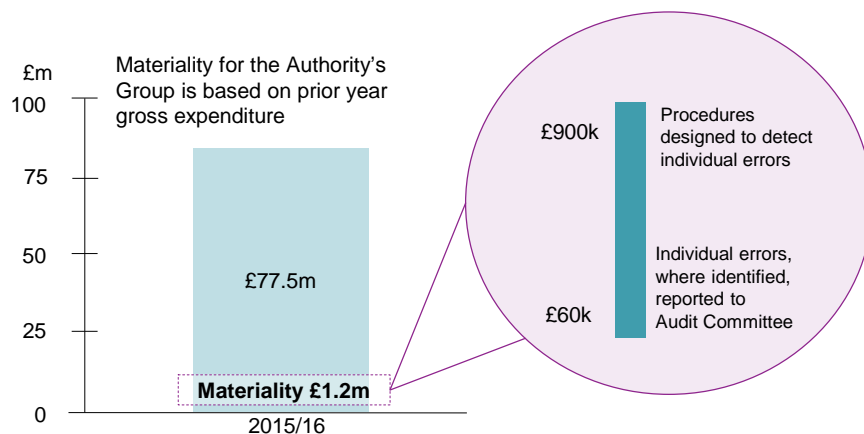 Materiality for the Authority's
Group is based on prior year
gross expenditure
£m
100
75
50
25
0
£77.5m
Materiality £1.2m
2015/16
£900k
Procedures
designed to detect
individual errors
£60k
Individual errors,
where identified,
reported to
Audit Committee